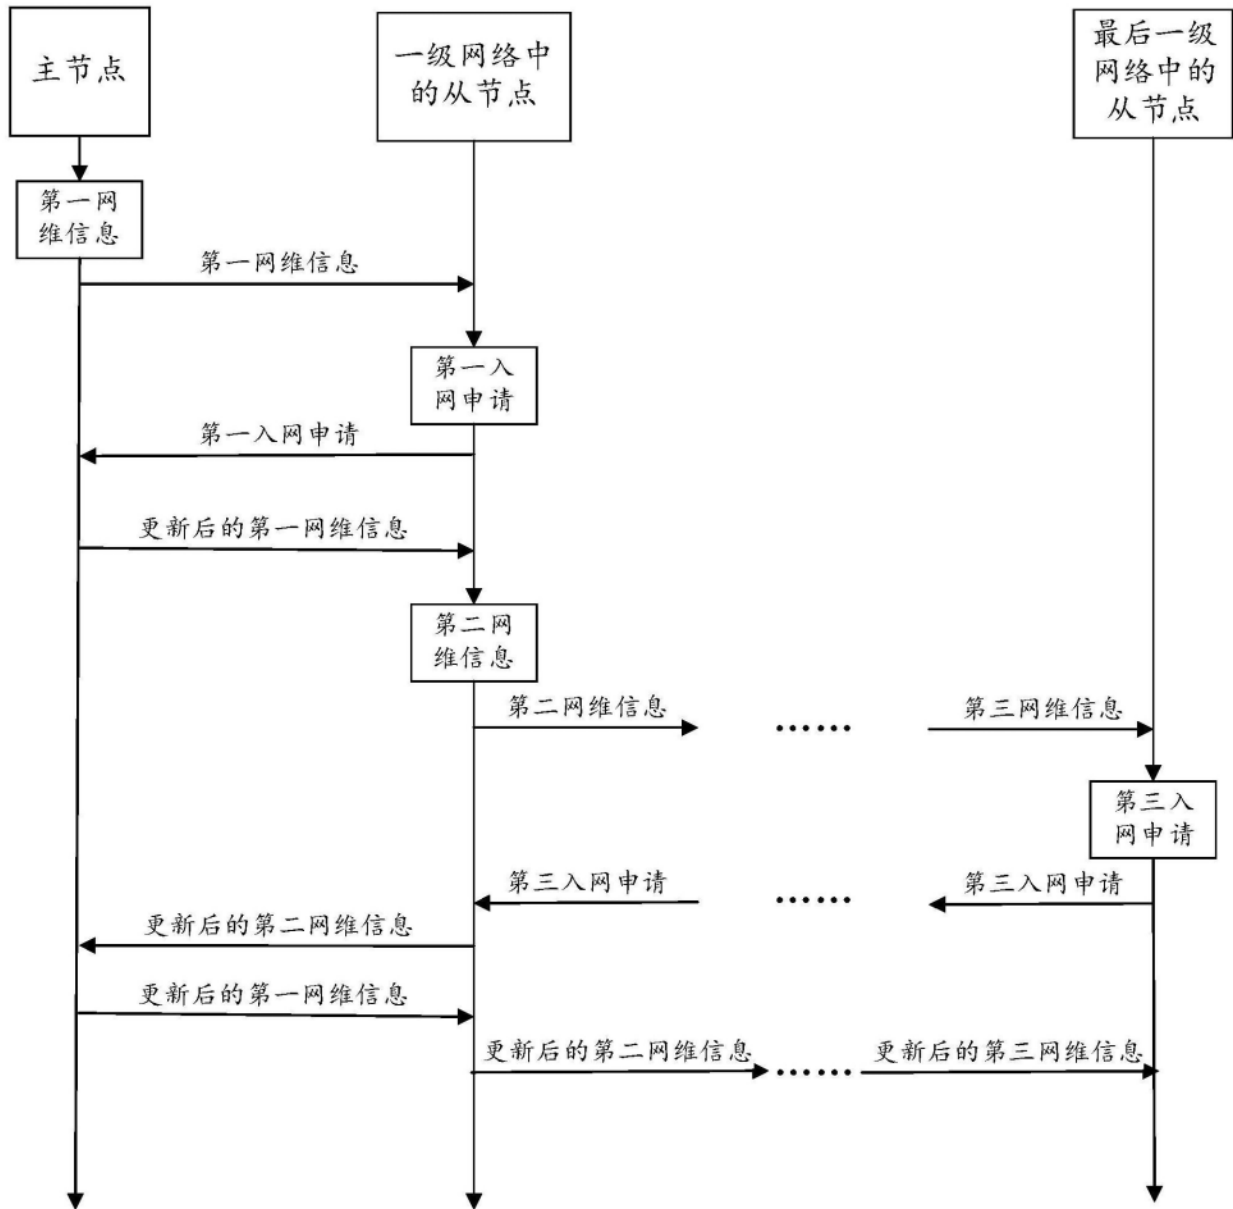 主节点
一级网络中
的从节点
最后一级
网络中的
从节点
第一网
维信息
第一网维信息
第一入
网申请
第一入网申请
更新后的第一网维信息
第二网
维信息
第二网维信息
……
第三网维信息
第三入
网申请
第三入网申请
……
第三入网申请
更新后的第二网维信息
更新后的第一网维信息
更新后的第二网维信息
……
更新后的第三网维信息